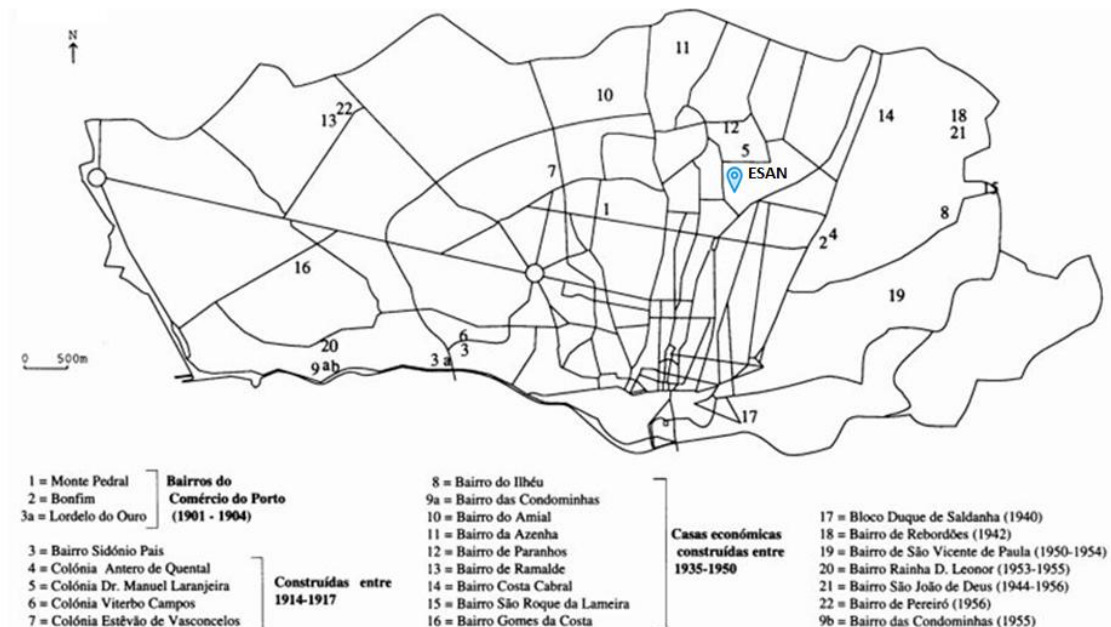 N
11
22
13
10
14
18
21
12
5
7
ESAN
15
1
8
2 4
16
19
0 500m
20
9 ab
6
3
3 a
17
1 = Monte Pedral
2 = Bonfim
3a = Lordelo do Ouro
Bairros do
Comércio do Porto
(1901 - 1904)
3 = Bairro Sidónio Pais
4 = Colónia Antero de Quental
5 = Colónia Dr. Manuel Laranjeira
6 = Colónia Viterbo Campos
7 = Colónia Estêvão de Vasconcelos
Construídas entre
1914-1917
8 = Bairro do Ilhéu
9a = Bairro das Condominhas
10 = Bairro do Amial
11 = Bairro da Azenha
12 = Bairro de Paranhos
13 = Bairro de Ramalde
14 = Bairro Costa Cabral
15 = Bairro São Roque da Lameira
16 = Bairro Gomes da Costa
Casas económicas
construídas entre
1935-1950
17 = Bloco Duque de Saldanha (1940)
18 = Bairro de Rebordões (1942)
19 = Bairro de São Vicente de Paula (1950-1954)
20 = Bairro Rainha D. Leonor (1953-1955)
21 = Bairro São João de Deus (1944-1956)
22 = Bairro de Pereiró (1956)
9b = Bairro das Condominhas (1955)